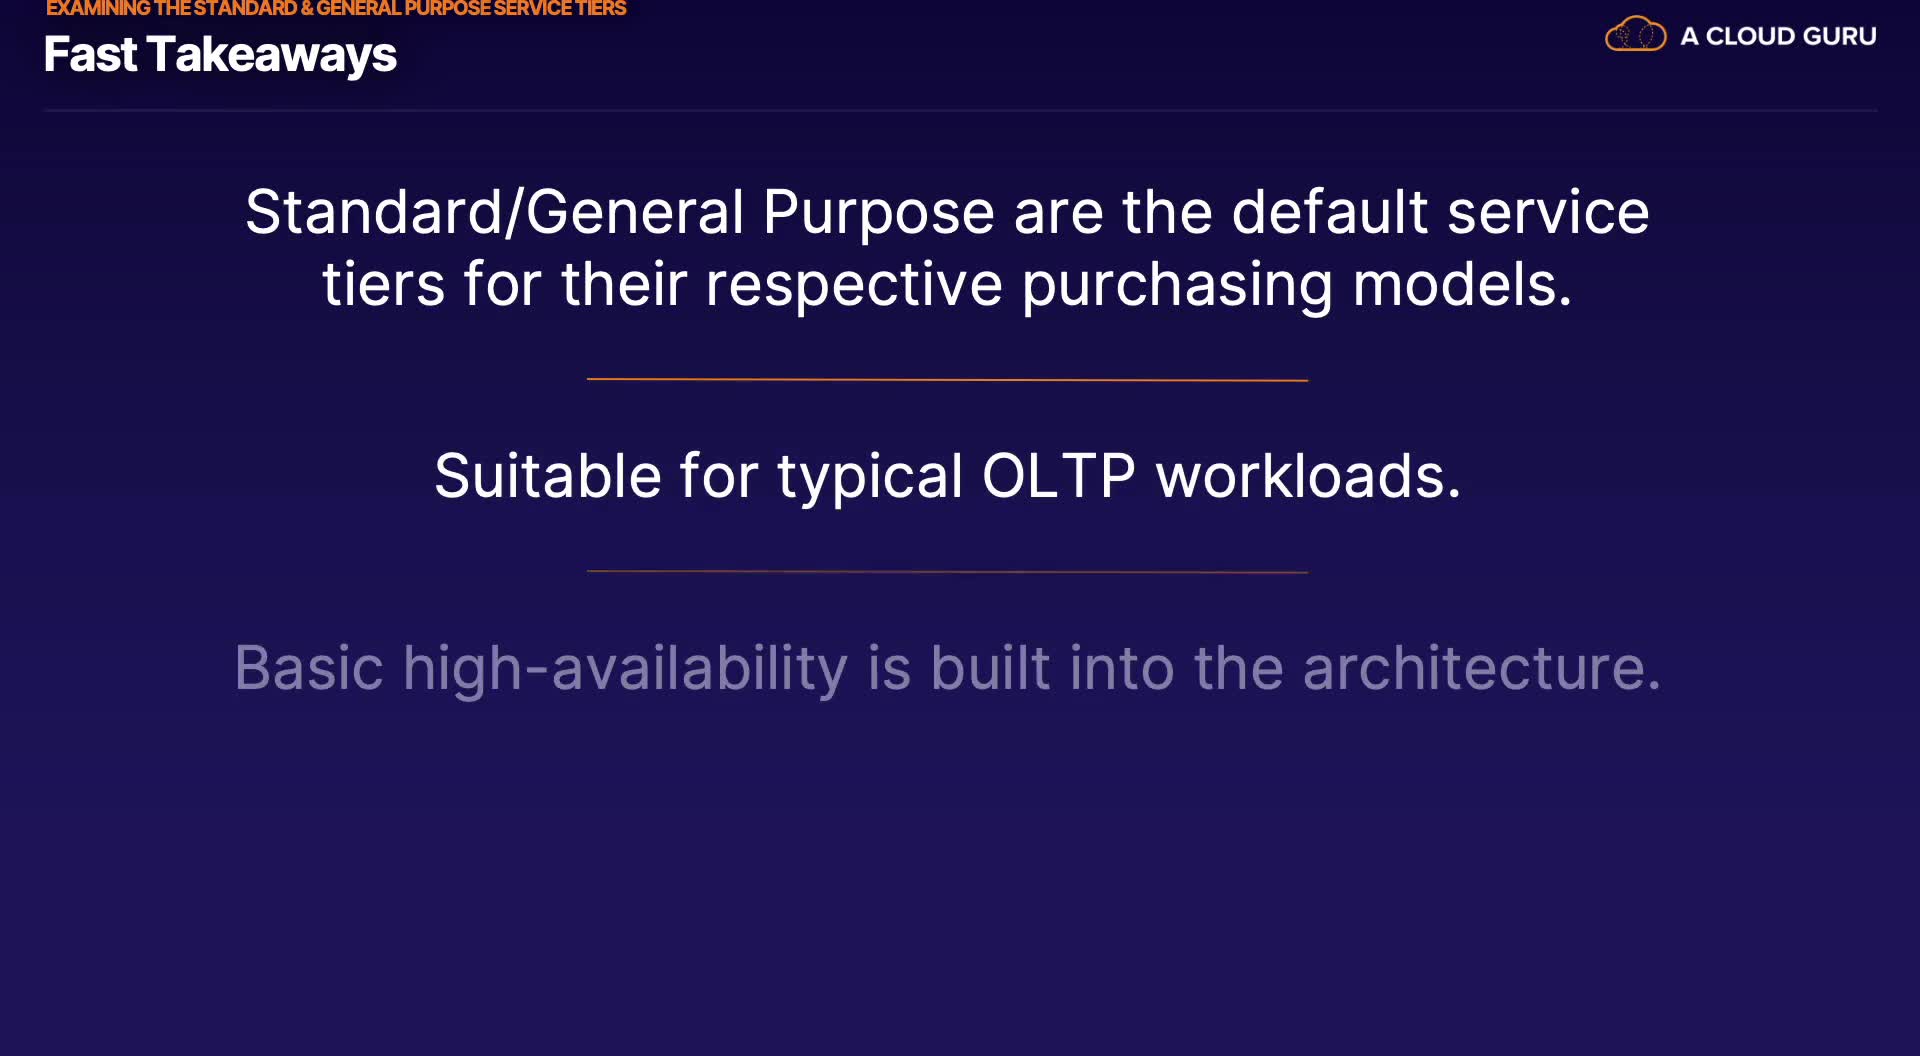 EXAMINING THE STANDARD & GENERAL PURPOSE SERVICE TIERS
Fast Takeaways
A CLOUD GURU
Standard/General Purpose are the default service
tiers for their respective purchasing models.
Suitable for typical OLTP workloads.
Basic high-availability is built into the architecture.